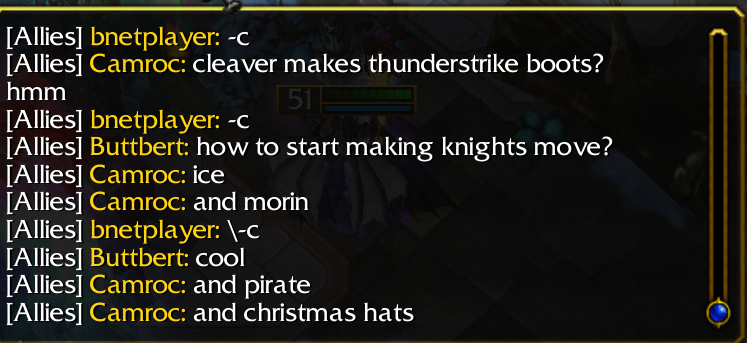 [Allies] bnetplayer: -c
[Allies] Camroc: cleaver makes thunderstrike boots?
hmm
[Allies] bnetplayer: -c
[Allies] Buttbert: how to start making knights move?
[Allies] Camroc: ice
[Allies] Camroc: and morin
[Allies] bnetplayer: \-c
[Allies] Buttbert: cool
[Allies] Camroc: and pirate
[Allies] Camroc: and christmas hats
51